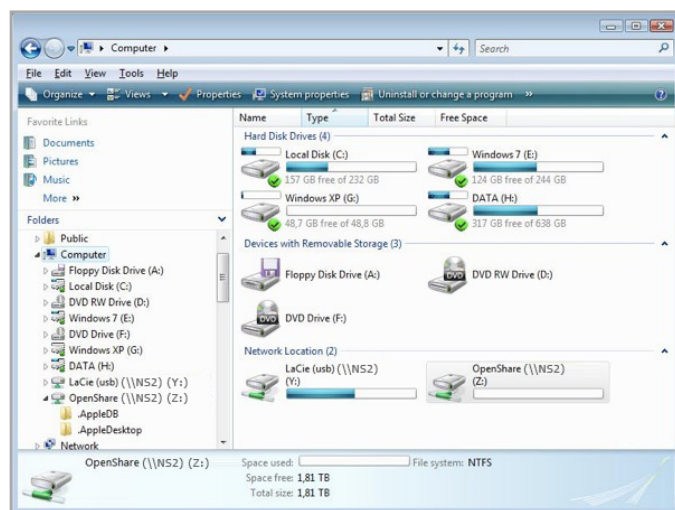 Computer
Search
File Edit View Tools Help
Organize Views Properties System properties Uninstall or change a program »
Favorite Links
Documents
Pictures
Music
More »
Folders
Public
Computer
Floppy Disk Drive (A:)
Local Disk (C:)
DVD RW Drive (D:)
Windows 7 (E:)
DVD Drive (F:)
Windows XP (G:)
DATA (H:)
LaCie (usb) (\\NS2) (Y:)
OpenShare (\\NS2) (Z:)
.AppleDB
.AppleDesktop
Network
Name Type Total Size Free Space
Hard Disk Drives (4)
Local Disk (C:)
157 GB free of 232 GB
Windows 7 (E:)
124 GB free of 244 GB
Windows XP (G:)
48,7 GB free of 48,8 GB
DATA (H:)
317 GB free of 638 GB
Devices with Removable Storage (3)
Floppy Disk Drive (A:)
DVD RW Drive (D:)
DVD Drive (F:)
Network Location (2)
LaCie (usb) (\\NS2)
(Y:)
OpenShare (\\NS2)
(Z:)
OpenShare (\\NS2) (Z:)
Space used:
File system: NTFS
Space free: 1,81 TB
Total size: 1,81 TB